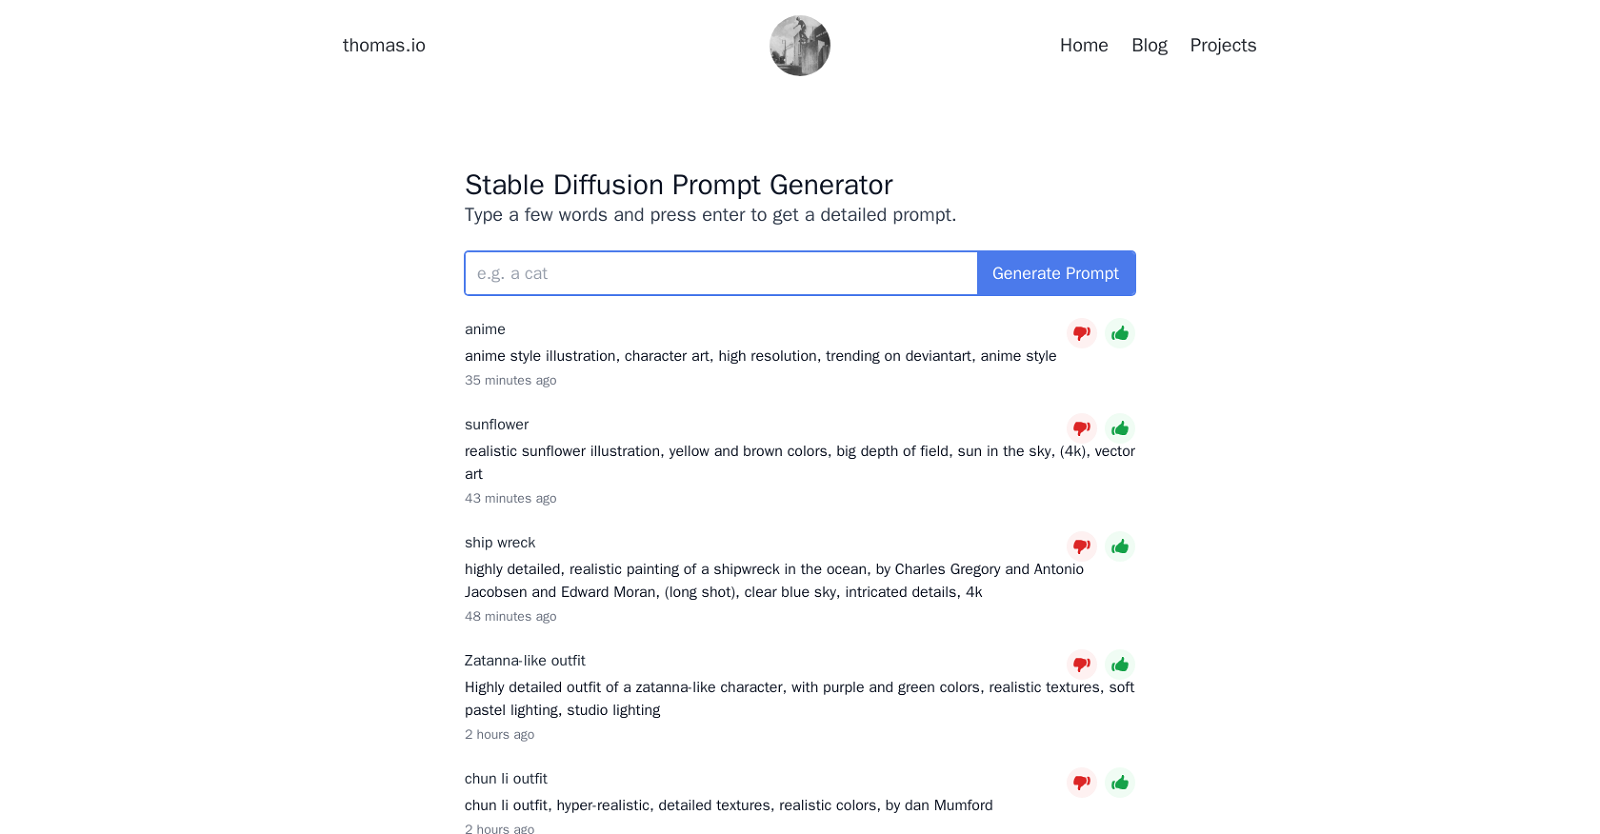 thomas.io
Home
Blog
Projects
Stable Diffusion Prompt Generator
Type a few words and press enter to get a detailed prompt.
e.g. a cat
Generate Prompt
anime
anime style illustration, character art, high resolution, trending on deviantart, anime style
35 minutes ago
sunflower
realistic sunflower illustration, yellow and brown colors, big depth of field, sun in the sky, (4k), vector
art
43 minutes ago
ship wreck
highly detailed, realistic painting of a shipwreck in the ocean, by Charles Gregory and Antonio
Jacobsen and Edward Moran, (long shot), clear blue sky, intricated details, 4k
48 minutes ago
Zatanna-like outfit
Highly detailed outfit of a zatanna-like character, with purple and green colors, realistic textures, soft
pastel lighting, studio lighting
2 hours ago
chun li outfit
chun li outfit, hyper-realistic, detailed textures, realistic colors, by dan Mumford
2 hours ago